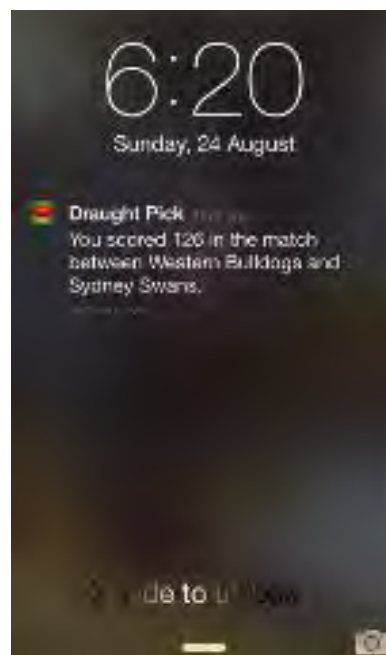 6:20
Sunday, 24 August
Draught Pick
You scored 126 in the match
between Western Bulldogs and
Sydney Swans.
to